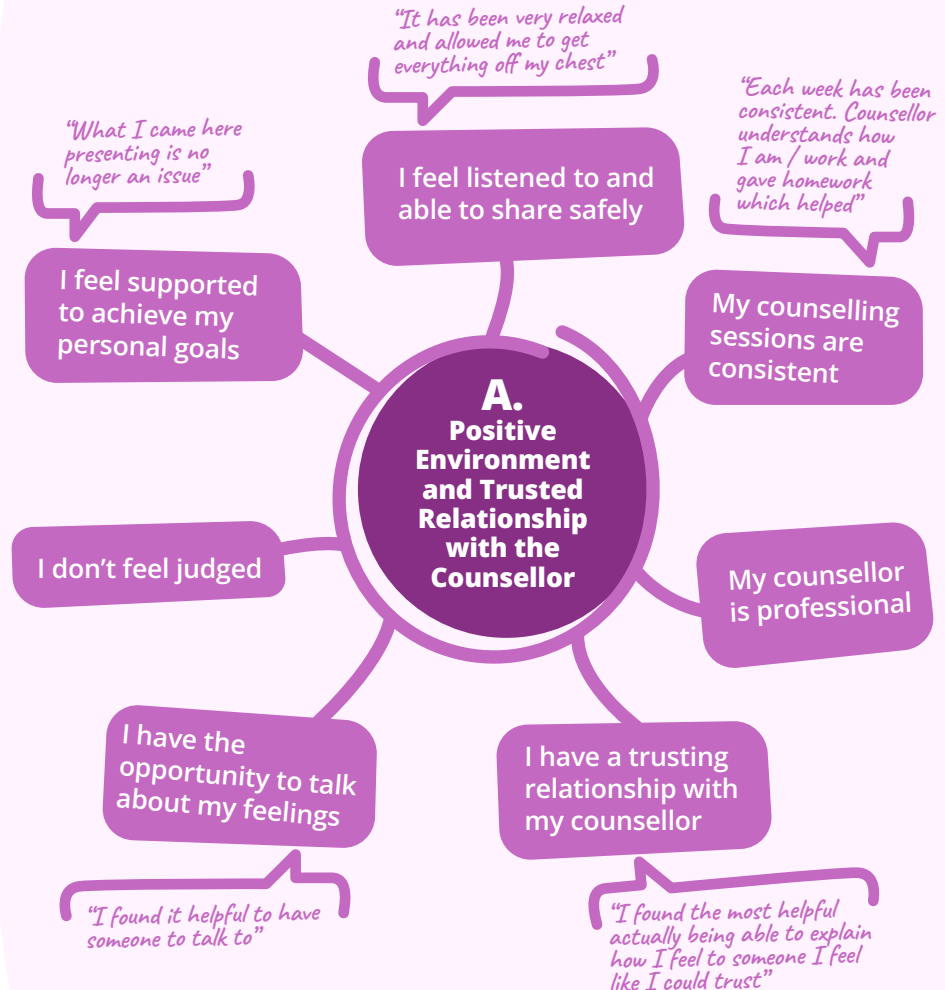 “It has been very relaxed
and allowed me to get
everything off my chest”
I feel listened to and
able to share safely
“Each week has been
consistent. Counsellor
understands how
I am / work and
gave homework
which helped”
My counselling
sessions are
consistent
“What I came here
presenting is no
longer an issue”
I feel supported
to achieve my
personal goals
A.
Positive
Environment
and Trusted
Relationship
with the
Counsellor
I don’t feel judged
My counsellor
is professional
I have the
opportunity to talk
about my feelings
“I found it helpful to have
someone to talk to”
I have a trusting
relationship with
my counsellor
“I found the most helpful
actually being able to explain
how I feel to someone I feel
like I could trust”